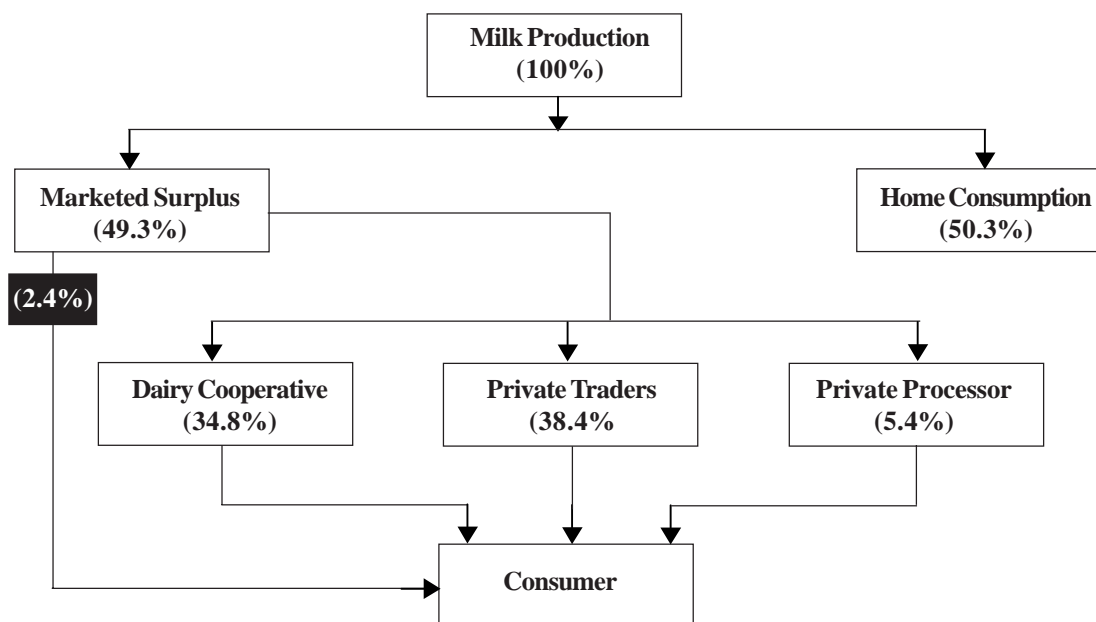 Milk Production
(100%)
Marketed Surplus
(49.3%)
Home Consumption
(50.3%)
(2.4%)
Dairy Cooperative
(34.8%)
Private Traders
(38.4%
Private Processor
(5.4%)
Consumer